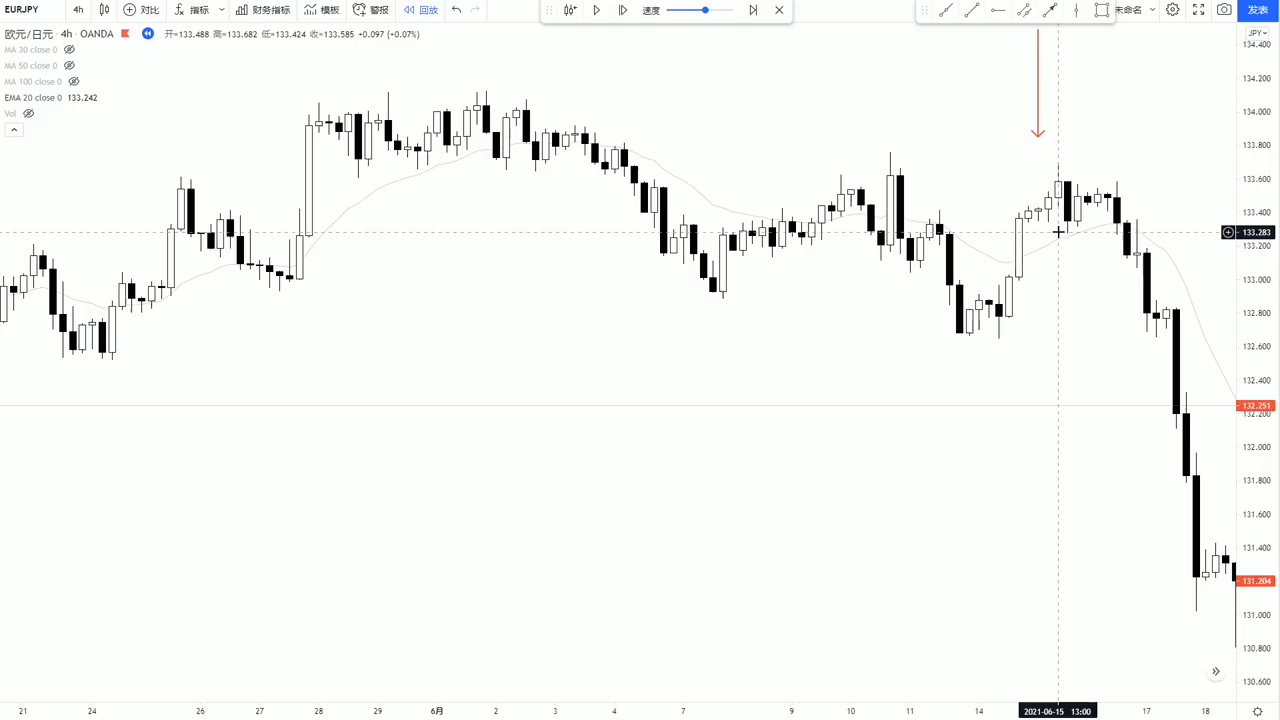 EURJPY 4h 对比 指标 财务指标 模板 警报 回放 速度 未命名 发表
欧元/日元 · 4h · OANDA 开=133.488 高=133.682 低=133.424 收=133.585 +0.097 (+0.07%) JPY
MA 30 close 0
MA 50 close 0
MA 100 close 0
EMA 20 close 0 133.242
Vol
134.400
134.200
134.000
133.800
133.600
133.400
133.283
133.200
133.000
132.800
132.600
132.400
132.251
132.200
132.000
131.800
131.600
131.400
131.204
131.000
130.800
130.600
21 24 26 27 28 29 6月 2 3 4 7 9 10 11 14 2021-06-15 13:00 17 18